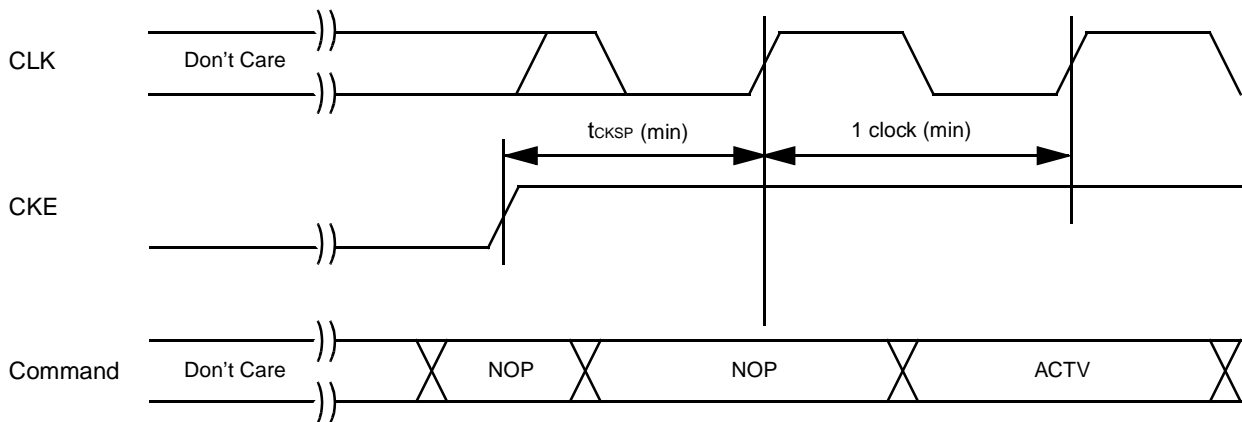 CLK
Don't Care
tCKSP (min)
1 clock (min)
CKE
Command
Don't Care
NOP
NOP
ACTV